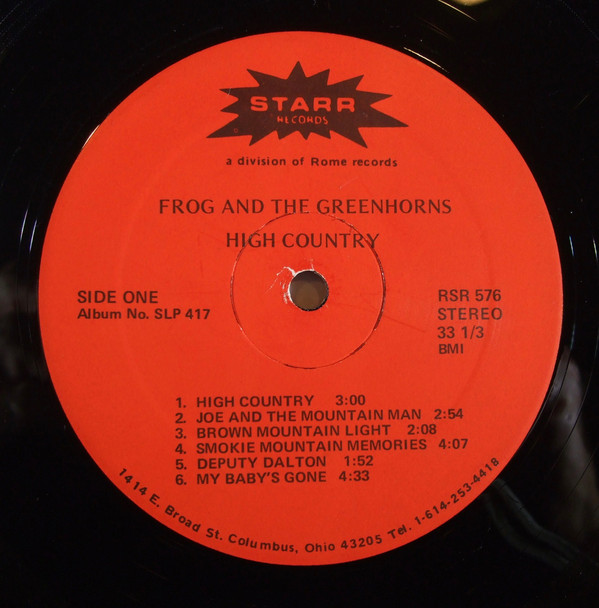 STARR
RECORDS
a division of Rome records
FROG AND THE GREENHORNS
HIGH COUNTRY
SIDE ONE
Album No. SLP 417
RSR 576
STEREO
33 1/3
BMI
1. HIGH COUNTRY 3:00
2. JOE AND THE MOUNTAIN MAN 2:54
3. BROWN MOUNTAIN LIGHT 2:08
4. SMOKIE MOUNTAIN MEMORIES 4:07
5. DEPUTY DALTON 1:52
6. MY BABY'S GONE 4:33
1414 E. Broad St. Columbus, Ohio 43205 Tel. 1-614-253-4418